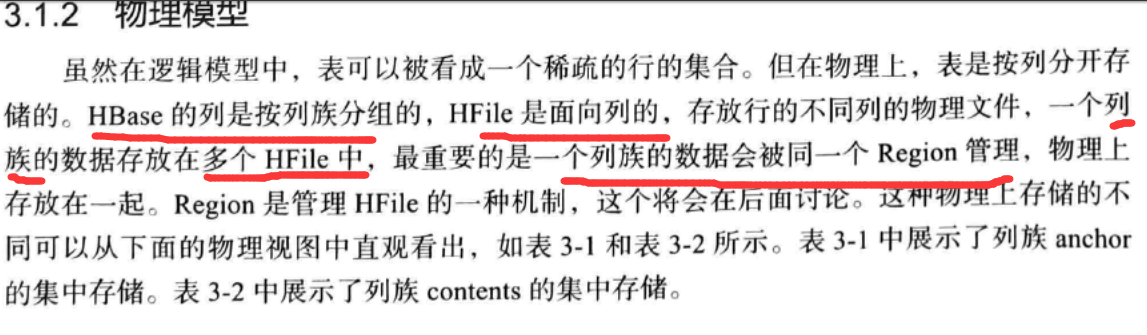 3.1.2 物理模型
虽然在逻辑模型中，表可以被看成一个稀疏的行的集合。但在物理上，表是按列分开存
储的。HBase 的列是按列族分组的，HFile 是面向列的，存放行的不同列的物理文件，一个列
族的数据存放在多个 HFile 中，最重要的是一个列族的数据会被同一个 Region 管理，物理上
存放在一起。Region 是管理 HFile 的一种机制，这个将会在后面讨论。这种物理上存储的不
同可以从下面的物理视图中直观看出，如表 3-1 和表 3-2 所示。表 3-1 中展示了列族 anchor
的集中存储。表 3-2 中展示了列族 contents 的集中存储。